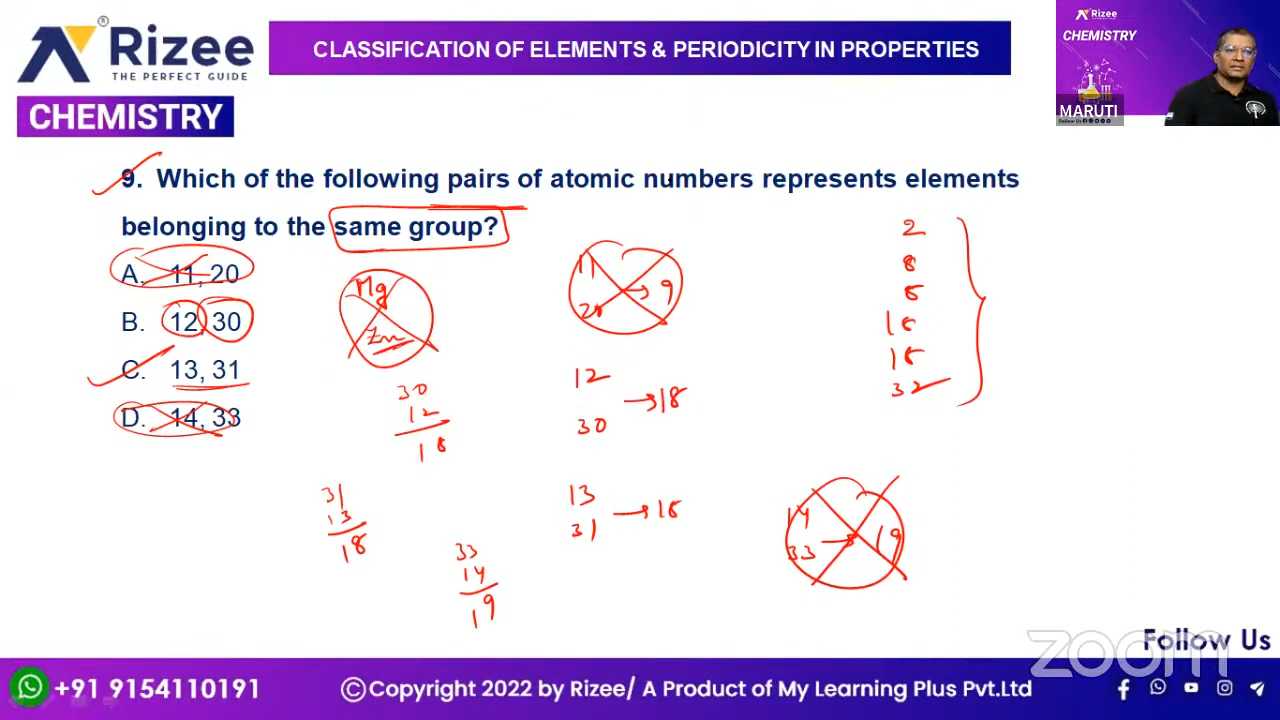 Rizee
THE PERFECT GUIDE
CLASSIFICATION OF ELEMENTS & PERIODICITY IN PROPERTIES
Rizee
CHEMISTRY
MARUTI
Follow Us
CHEMISTRY
9. Which of the following pairs of atomic numbers represents elements
belonging to the same group?
A. 11, 20
B. 12, 30
C. 13, 31
D. 14, 33
Mg
Zn
11
20 → 9
2
8
8
18
18
32
30
12
18
12
30 → 18
31
13
18
33
14
19
13
31 → 18
14
33 → 19
zoom
Follow Us
+91 9154110191
©Copyright 2022 by Rizee/ A Product of My Learning Plus Pvt.Ltd